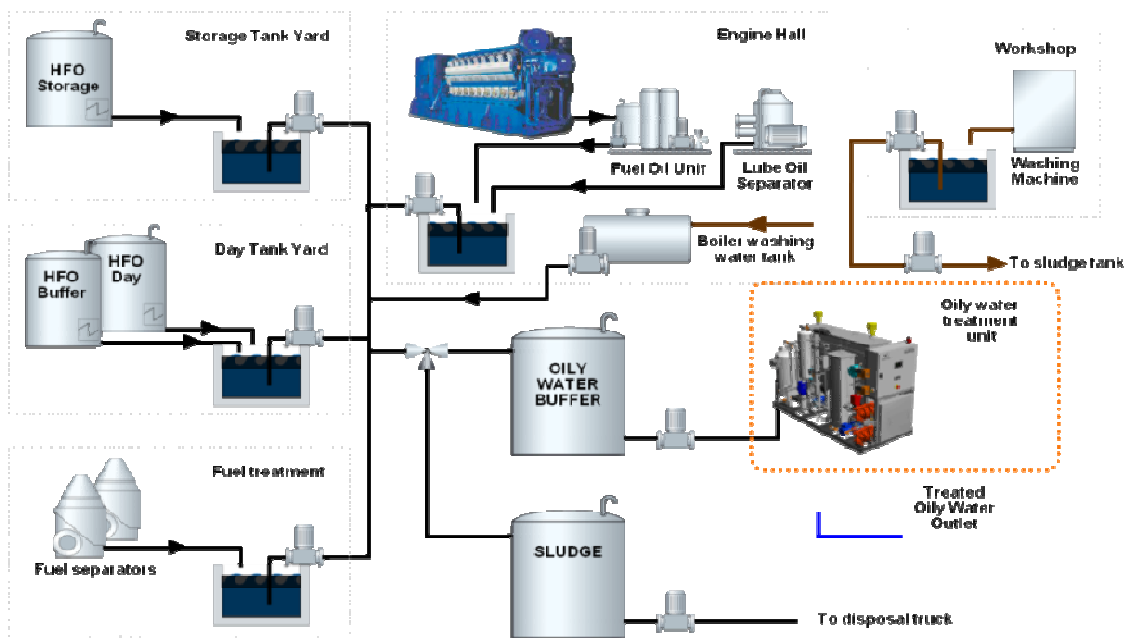 Storage Tank Yard
HFO
Storage
Engine Hall
Fuel Oil Unit
Lube Oil
Separator
Workshop
Washing
Machine
Boiler washing
water tank
To sludge tank
Day Tank Yard
HFO
Buffer
HFO
Day
OILY
WATER
BUFFER
Oily water
treatment
unit
Fuel treatment
Fuel separators
SLUDGE
Treated
Oily Water
Outlet
To disposal truck